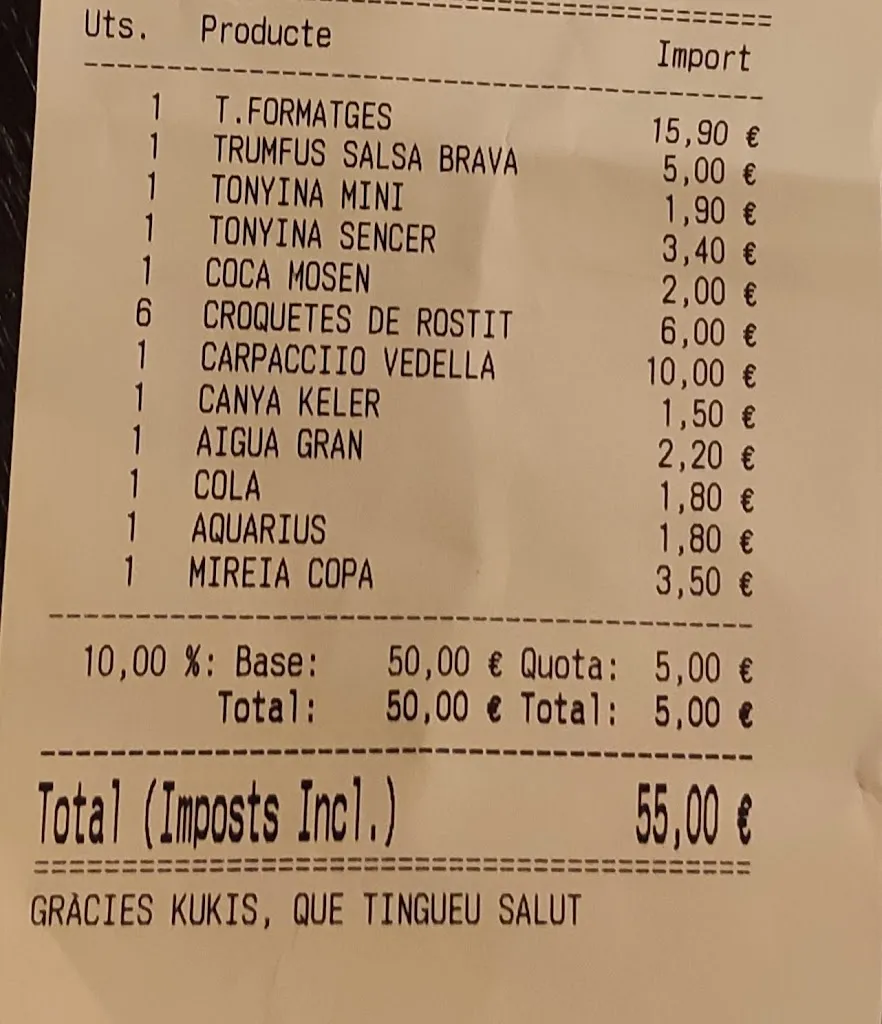 Uts. Producte Import
1 T.FORMATGES 15,90 €
1 TRUMFUS SALSA BRAVA 5,00 €
1 TONYINA MINI 1,90 €
1 TONYINA SENCER 3,40 €
1 COCA MOSEN 2,00 €
6 CROQUETES DE ROSTIT 6,00 €
1 CARPACCIIO VEDELLA 10,00 €
1 CANYA KELER 1,50 €
1 AIGUA GRAN 2,20 €
1 COLA 1,80 €
1 AQUARIUS 1,80 €
1 MIREIA COPA 3,50 €
10,00 %: Base: 50,00 € Quota: 5,00 €
Total: 50,00 € Total: 5,00 €
Total (Imposts Incl.) 55,00 €
GRÀCIES KUKIS, QUE TINGUEU SALUT